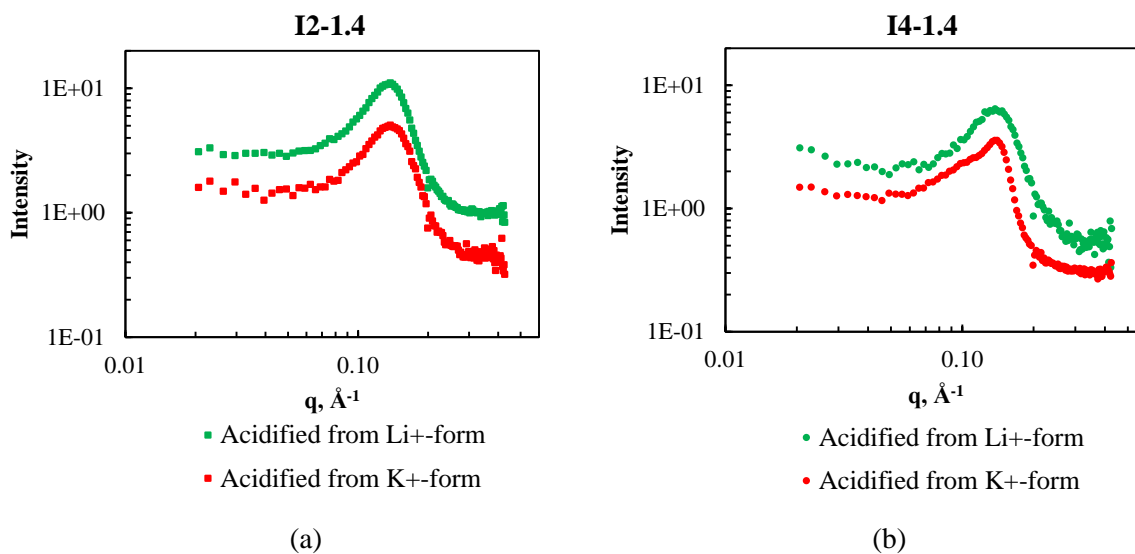 I2-1.4
1E+01
1E+00
1E-01
Intensity
0.01
0.10
q, Å-1
Acidified from Li+-form
Acidified from K+-form
(a)
I4-1.4
1E+01
1E+00
1E-01
Intensity
0.01
0.10
q, Å-1
Acidified from Li+-form
Acidified from K+-form
(b)